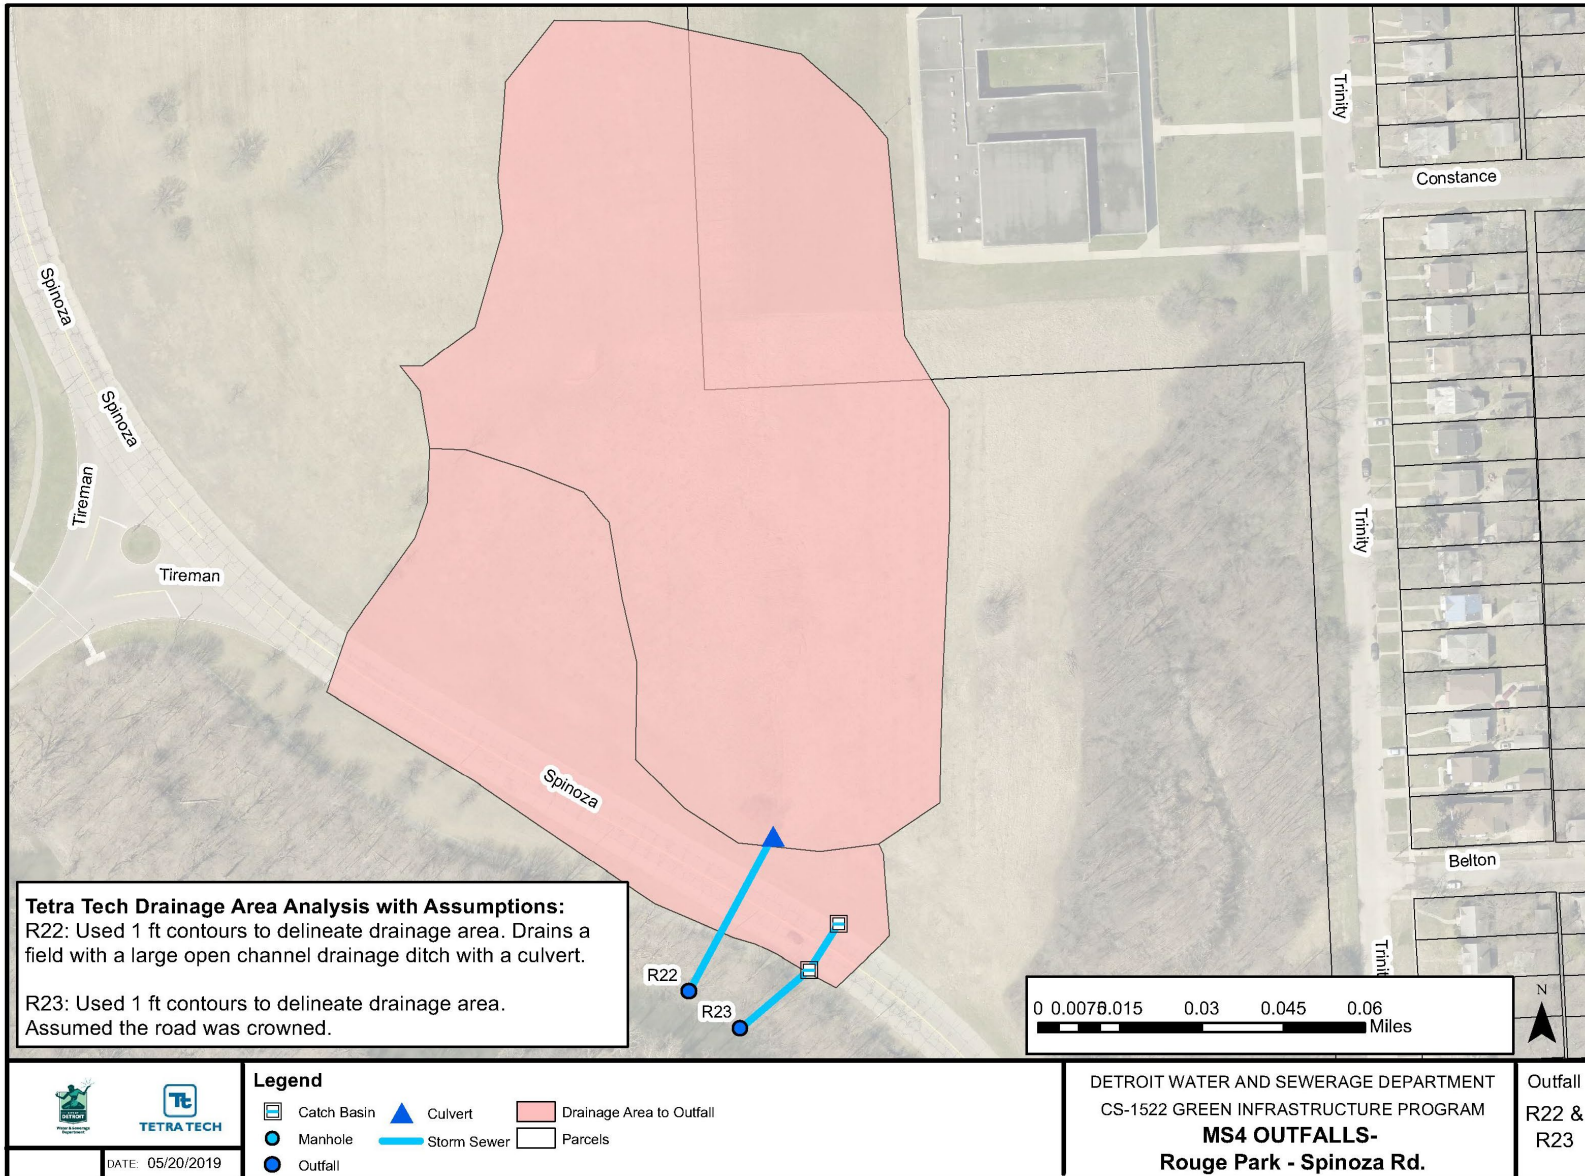 Trinity
Constance
Spinoza
Spinoza
Tireman
Tireman
Trinity
Spinoza
Belton
Tetra Tech Drainage Area Analysis with Assumptions:
R22: Used 1 ft contours to delineate drainage area. Drains a
field with a large open channel drainage ditch with a culvert.
R23: Used 1 ft contours to delineate drainage area.
Assumed the road was crowned.
R22
R23
0 0.0075 0.015 0.03 0.045 0.06
Miles
N
Legend
Catch Basin
Manhole
Outfall
Culvert
Storm Sewer
Drainage Area to Outfall
Parcels
DETROIT
TETRA TECH
DATE: 05/20/2019
DETROIT WATER AND SEWERAGE DEPARTMENT
CS-1522 GREEN INFRASTRUCTURE PROGRAM
MS4 OUTFALLS-
Rouge Park - Spinoza Rd.
Outfall
R22 &
R23